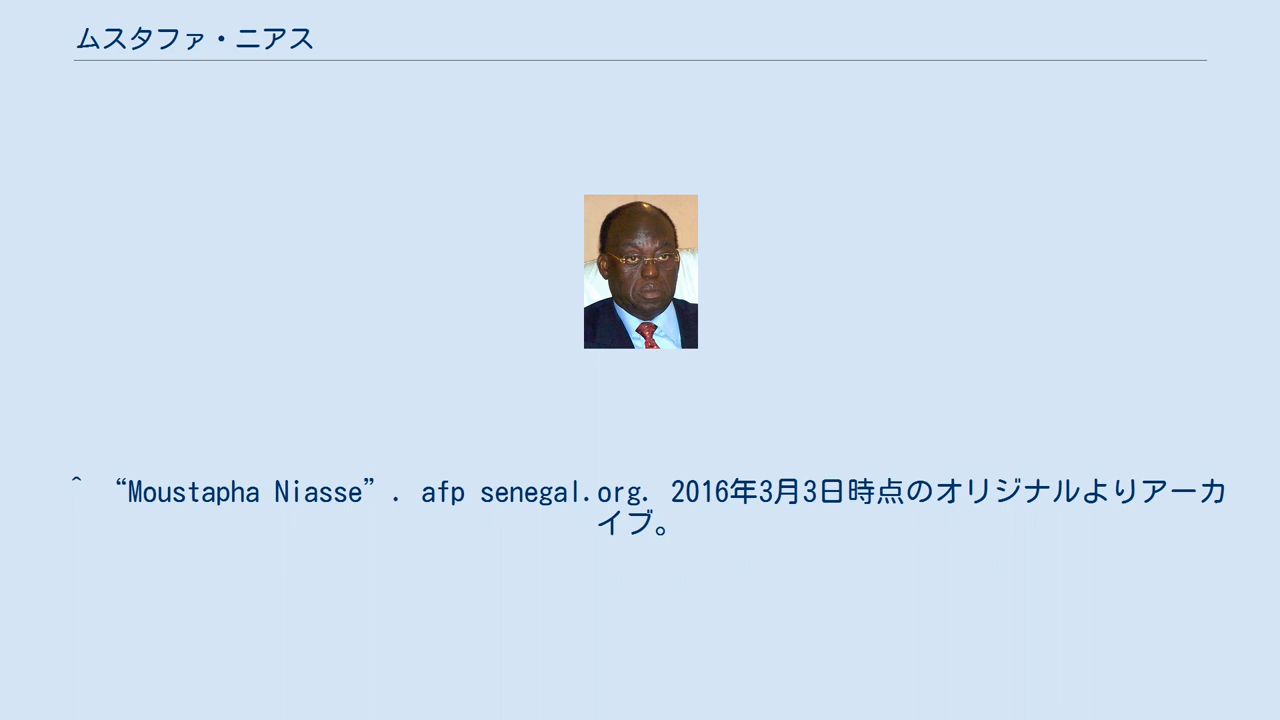 ムスタファ・ニアス
^ “Moustapha Niasse”. afp senegal.org. 2016年3月3日時点のオリジナルよりアーカ
イブ。